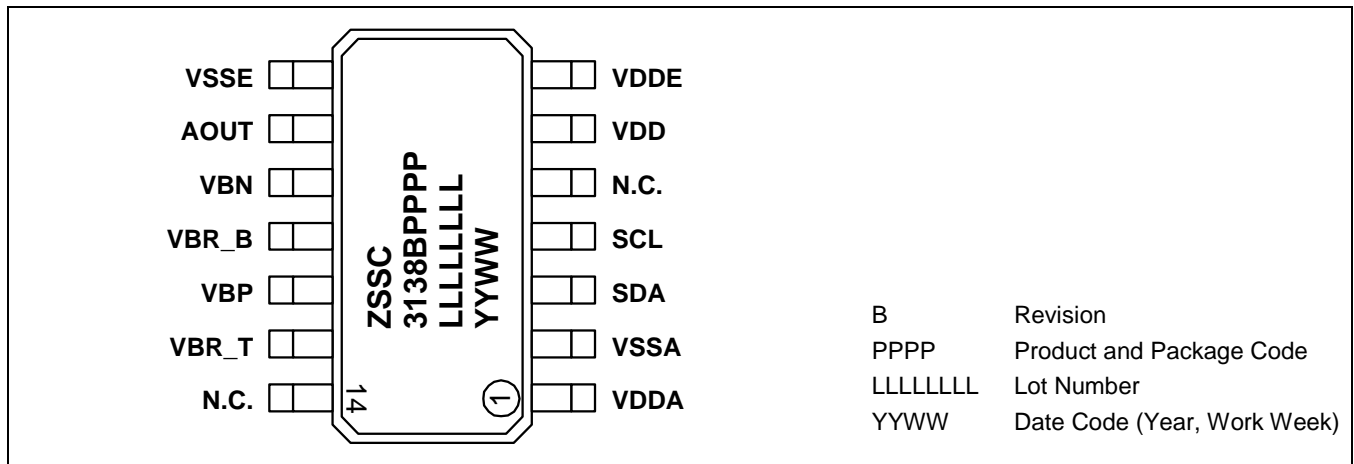 VSSE
AOUT
VBN
VBR_B
VBP
VBR_T
N.C.
ZSSC
3138BPPPP
LLLLLLLL
YYWW
14
1
VDDE
VDD
N.C.
SCL
SDA
VSSA
VDDA
B Revision
PPPP Product and Package Code
LLLLLLLL Lot Number
YYWW Date Code (Year, Work Week)